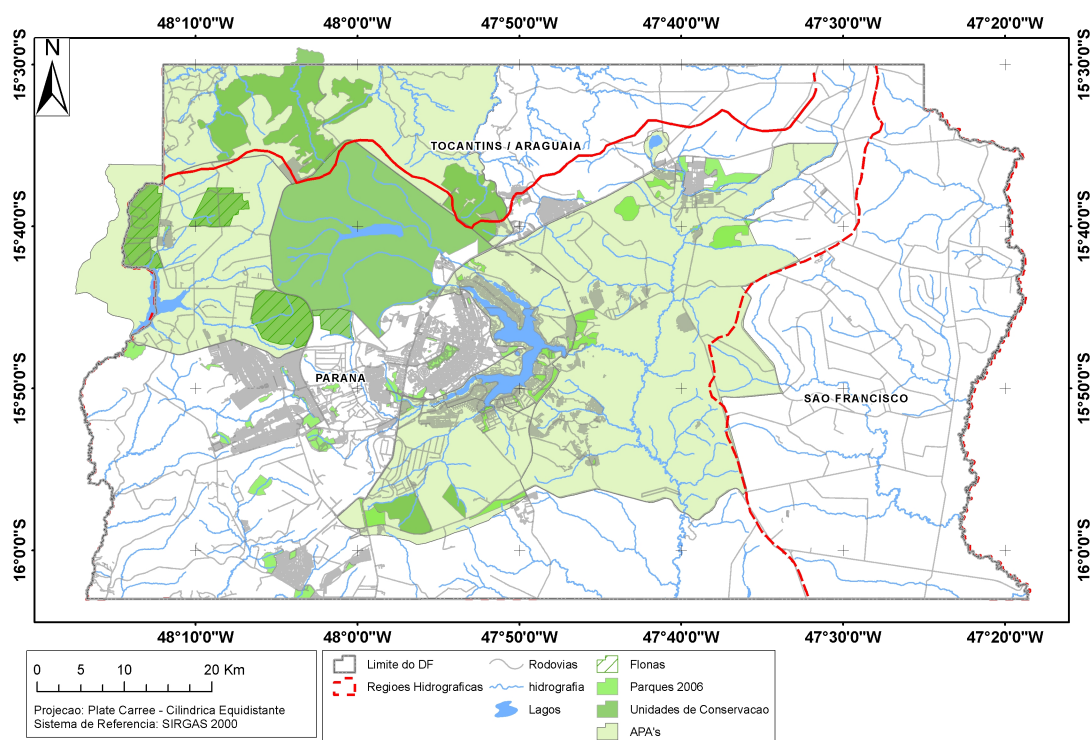 48°10'0"W 48°0'0"W 47°50'0"W 47°40'0"W 47°30'0"W 47°20'0"W
N
15°30'0"S 15°30'0"S
TOCANTINS / ARAGUAIA
15°40'0"S 15°40'0"S
PARANA
15°50'0"S 15°50'0"S
SAO FRANCISCO
16°0'0"S 16°0'0"S
48°10'0"W 48°0'0"W 47°50'0"W 47°40'0"W 47°30'0"W 47°20'0"W
0 5 10 20 Km
Projecao: Plate Carree - Cilindrica Equidistante
Sistema de Referencia: SIRGAS 2000
Limite do DF
Regioes Hidrograficas
Rodovias
hidrografia
Lagos
Flonas
Parques 2006
Unidades de Conservacao
APA's